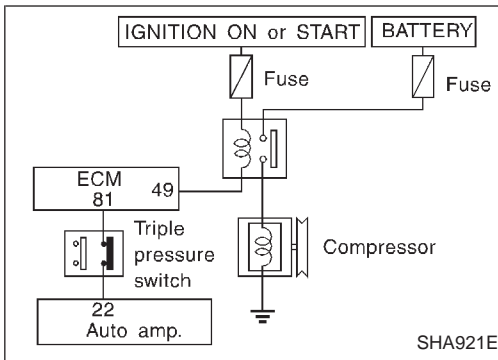 IGNITION ON or START
BATTERY
Fuse
Fuse
ECM
49
81
Triple
pressure
switch
Compressor
22
Auto amp.
SHA921E